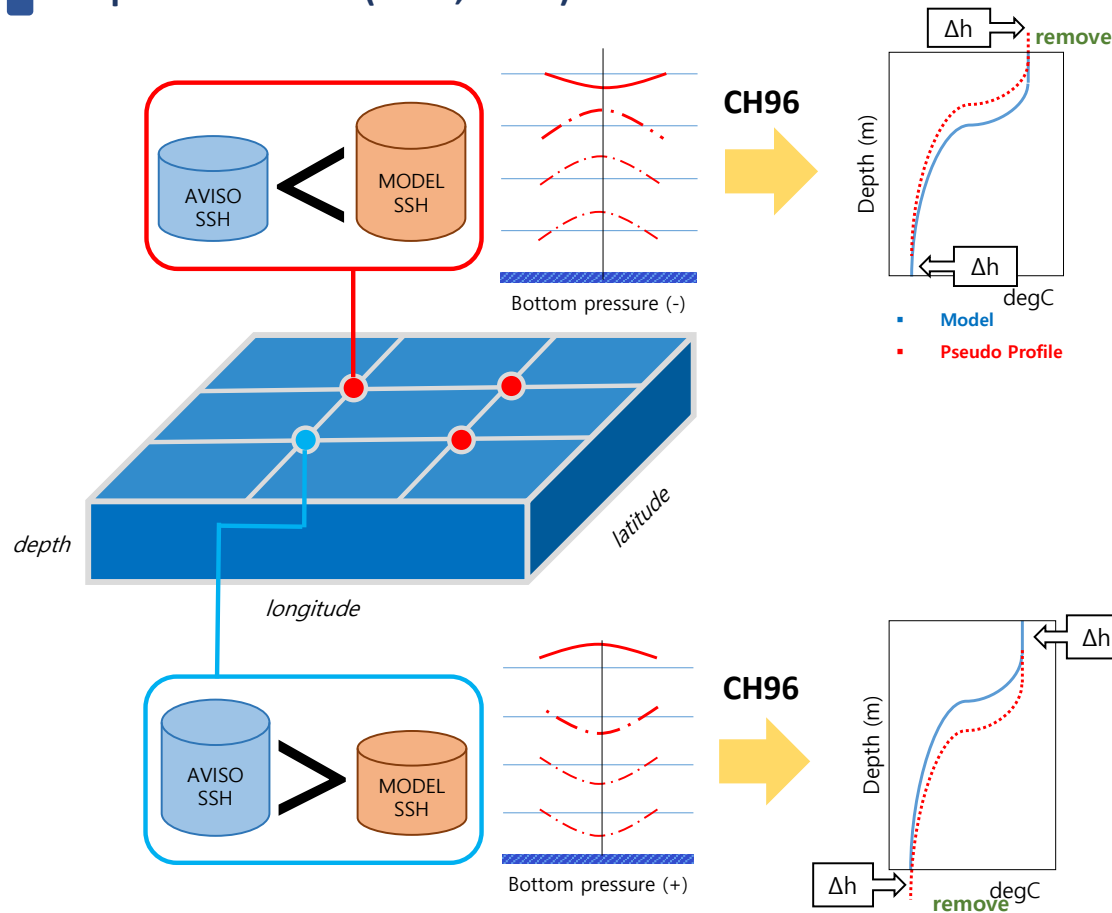 Δh
remove
CH96
AVISO
SSH
<
MODEL
SSH
Depth (m)
Δh
degC
Bottom pressure (-)
Model
Pseudo Profile
depth
latitude
longitude
Δh
CH96
AVISO
SSH
>
MODEL
SSH
Depth (m)
Bottom pressure (+)
Δh
degC
remove